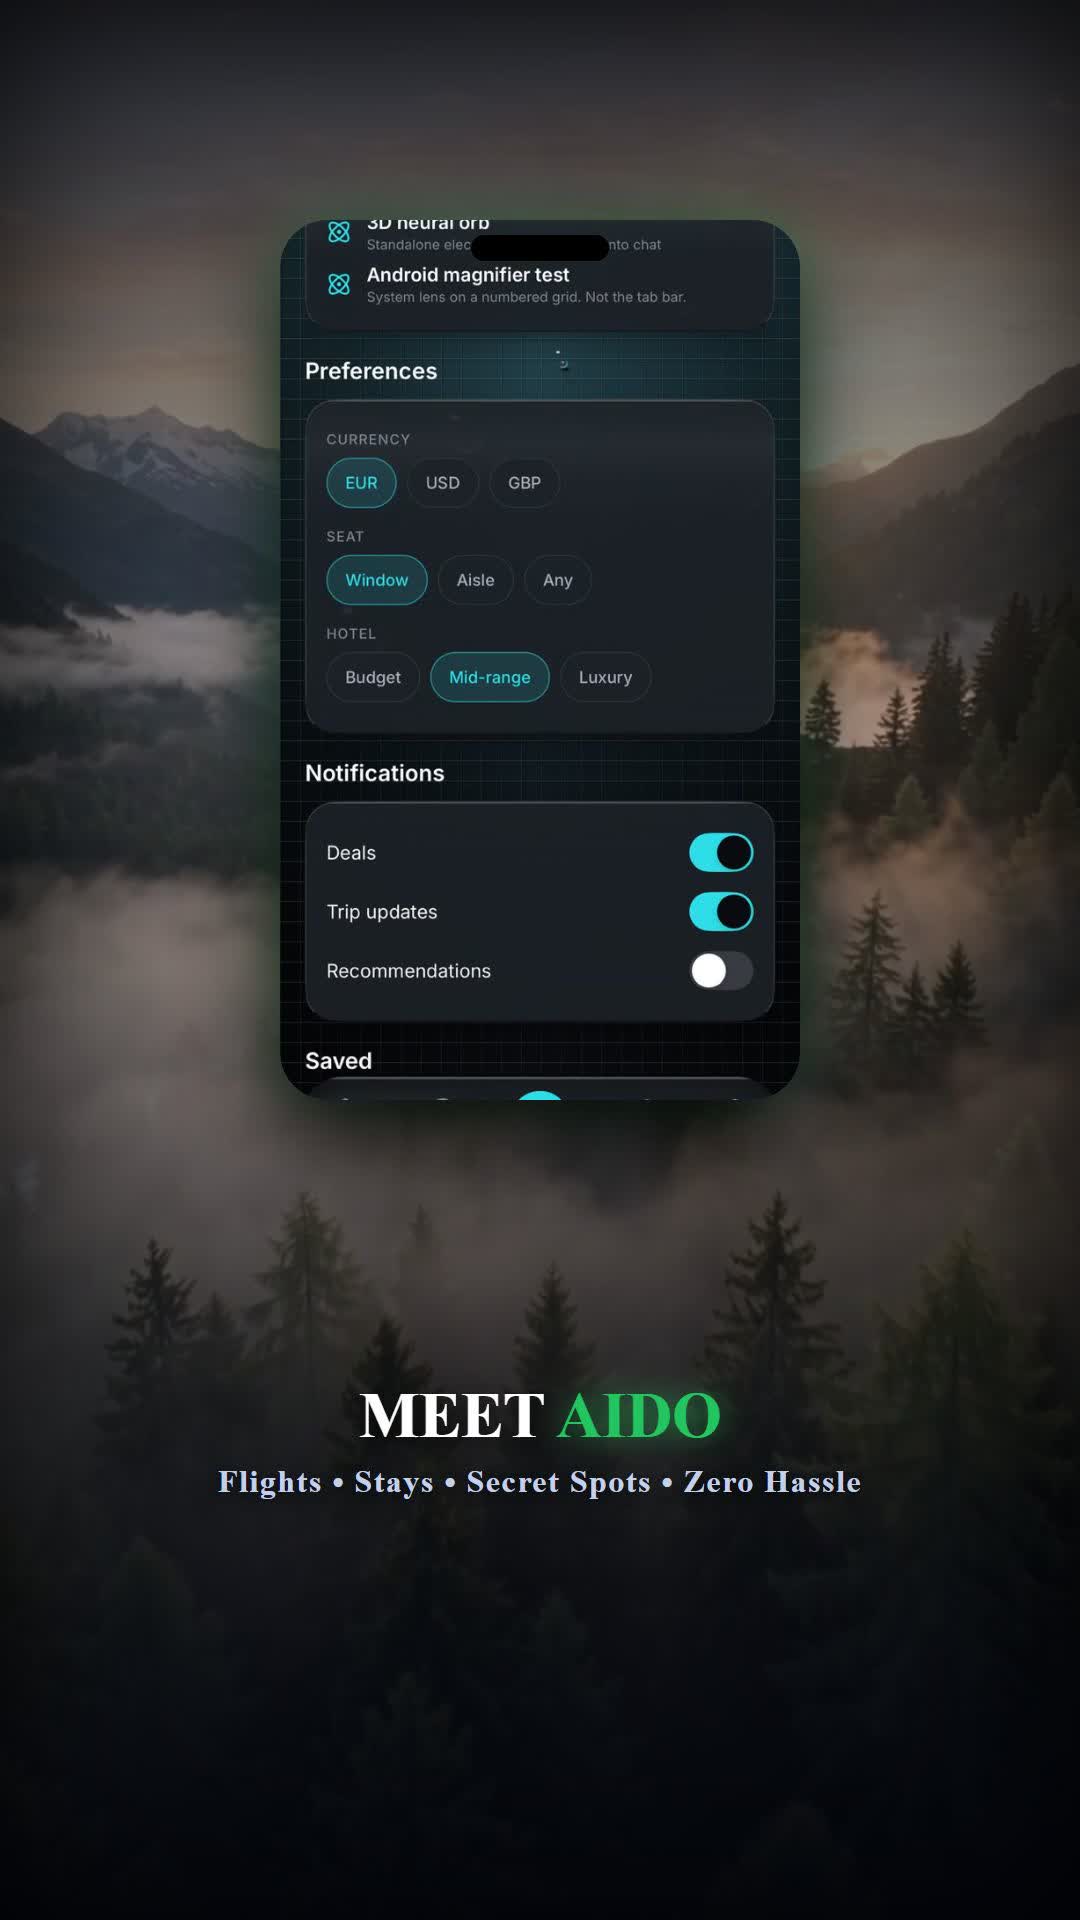 3D neural orb
Standalone elec nto chat
Android magnifier test
System lens on a numbered grid. Not the tab bar.
Preferences
CURRENCY
EUR USD GBP
SEAT
Window Aisle Any
HOTEL
Budget Mid-range Luxury
Notifications
Deals
Trip updates
Recommendations
Saved
MEET AIDO
Flights • Stays • Secret Spots • Zero Hassle